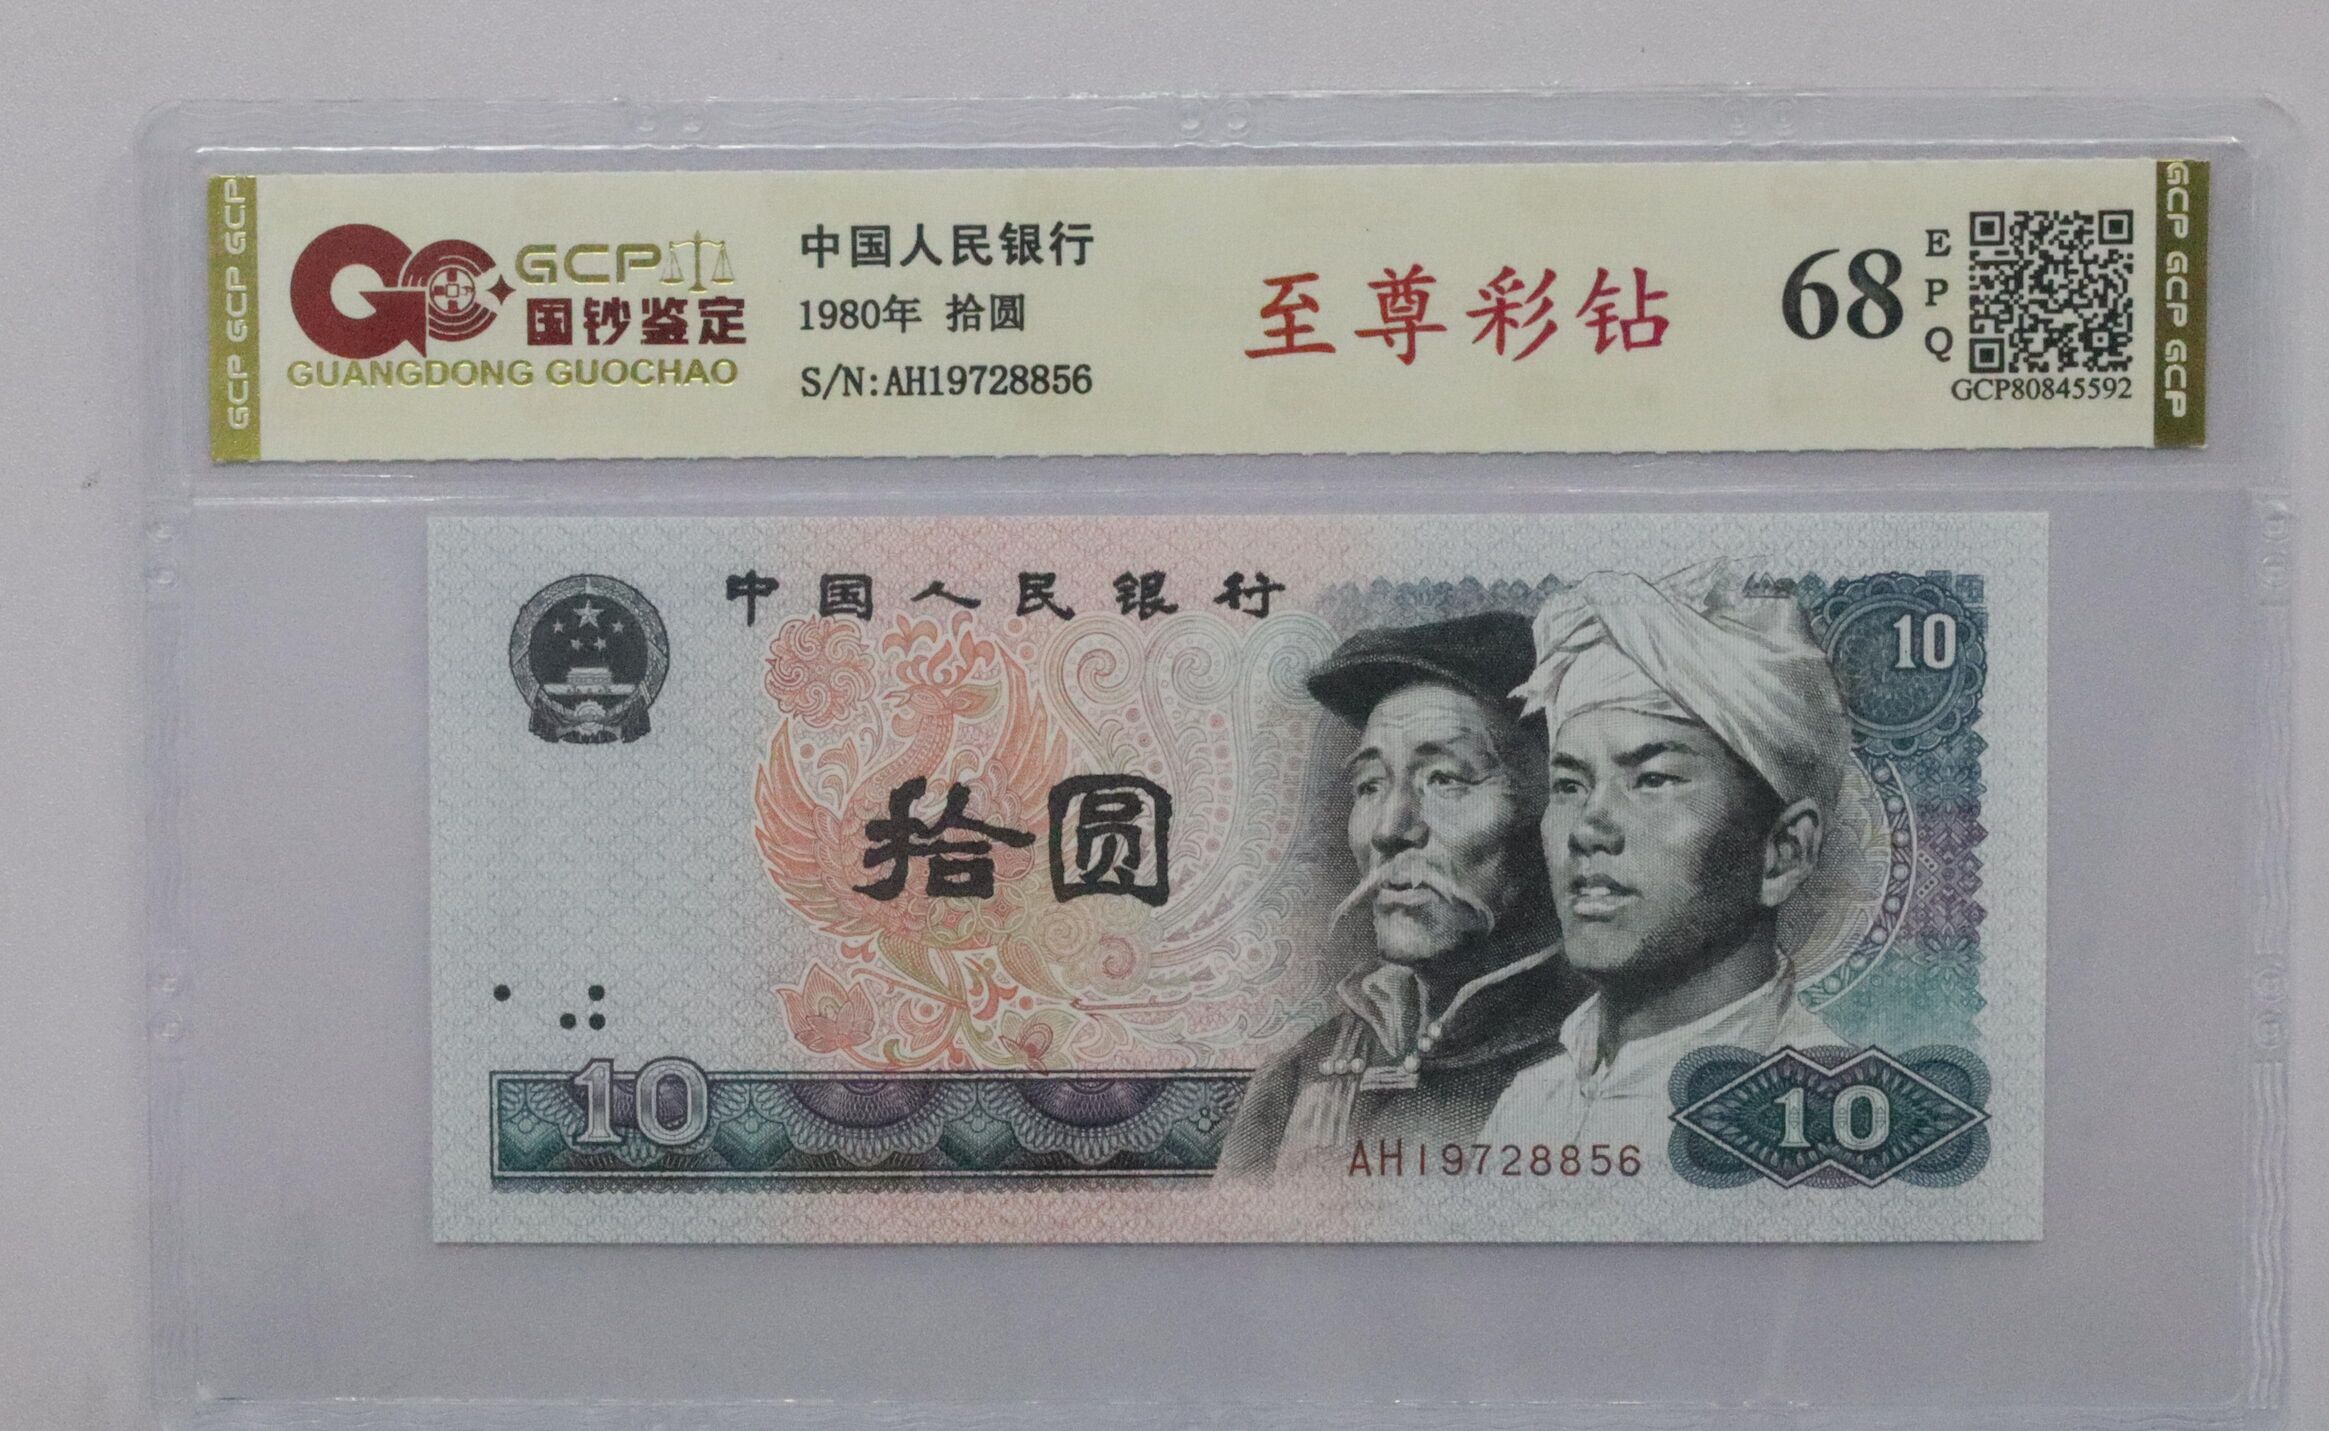 GCP GCP GCP GCP
GCP
国钞鉴定
GUANGDONG GUOCHAO
中国人民银行
1980年 拾圆
S/N:AH19728856
至尊彩钻
68
E
P
Q
GCP80845592
GCP GCP GCP
中国人民银行
10
拾圆
10
AH19728856
10